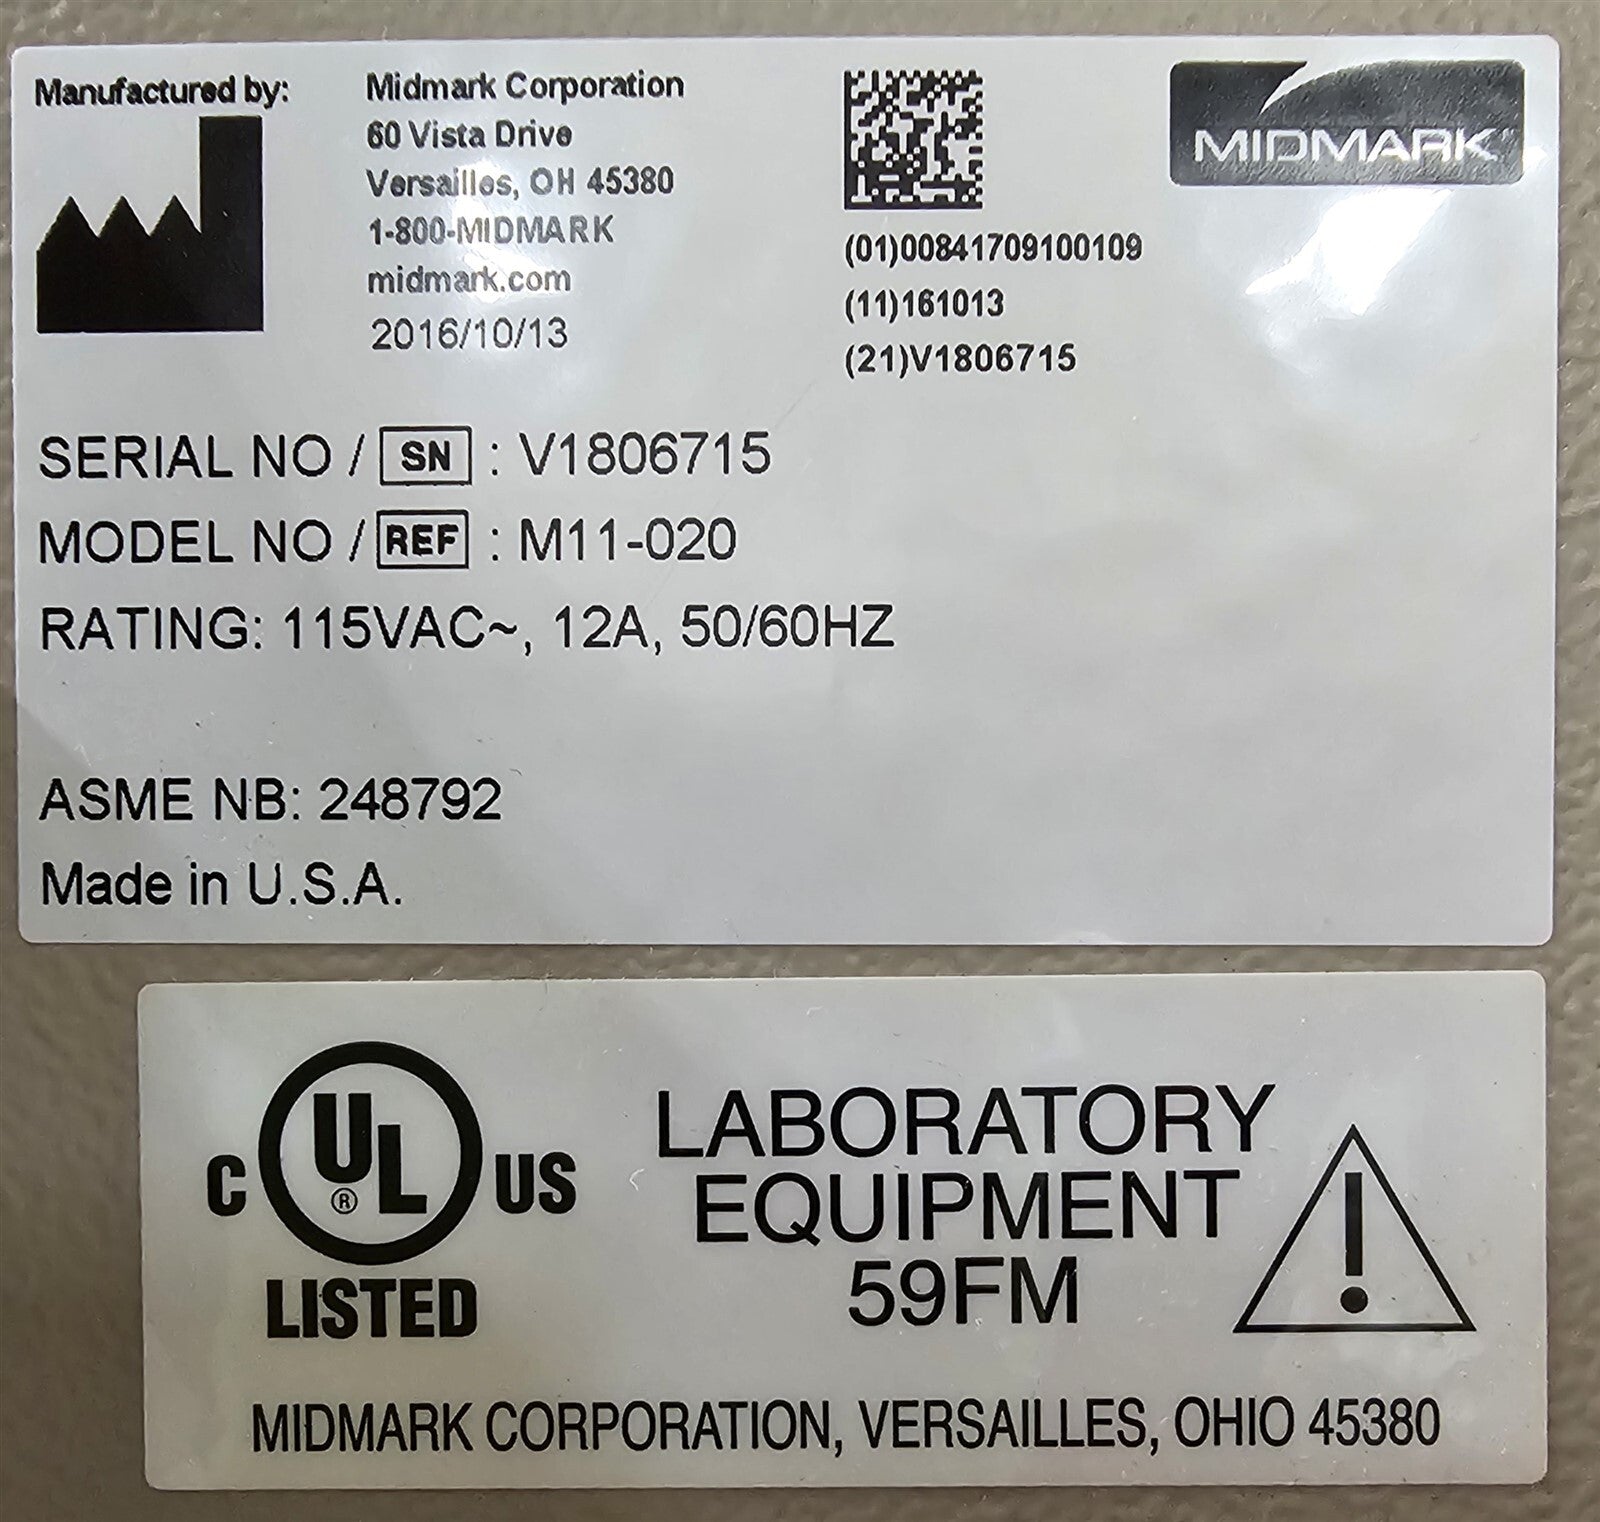 Manufactured by:
Midmark Corporation
60 Vista Drive
Versailles, OH 45380
1-800-MIDMARK
midmark.com
2016/10/13
(01)00841709100109
(11)161013
(21)V1806715
MIDMARK
SERIAL NO / SN : V1806715
MODEL NO / REF : M11-020
RATING: 115VAC~, 12A, 50/60HZ
ASME NB: 248792
Made in U.S.A.
C UL® US
LISTED
LABORATORY
EQUIPMENT
59FM
!
MIDMARK CORPORATION, VERSAILLES, OHIO 45380